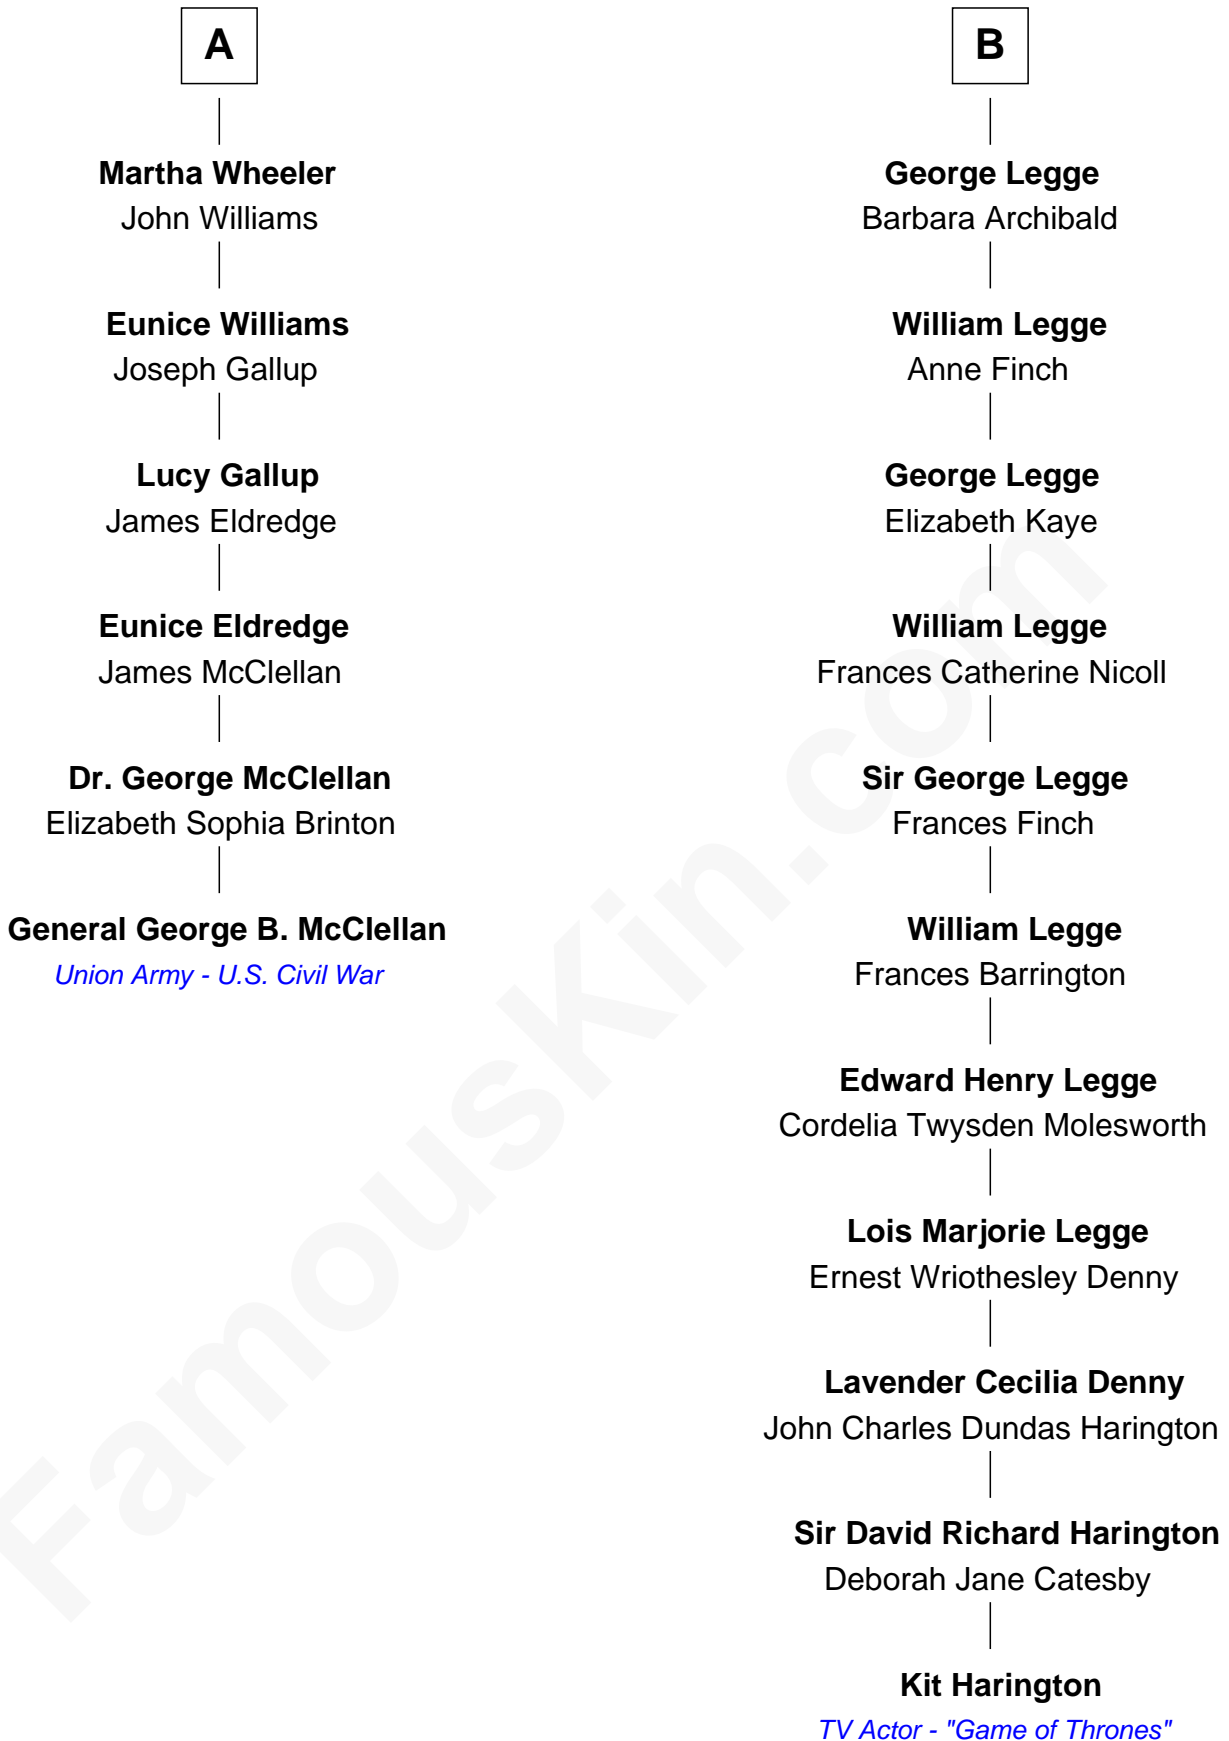 A
Martha Wheeler
John Williams
Eunice Williams
Joseph Gallup
Lucy Gallup
James Eldredge
Eunice Eldredge
James McClellan
Dr. George McClellan
Elizabeth Sophia Brinton
General George B. McClellan
Union Army - U.S. Civil War
B
George Legge
Barbara Archibald
William Legge
Anne Finch
George Legge
Elizabeth Kaye
William Legge
Frances Catherine Nicoll
Sir George Legge
Frances Finch
William Legge
Frances Barrington
Edward Henry Legge
Cordelia Twysden Molesworth
Lois Marjorie Legge
Ernest Wriothesley Denny
Lavender Cecilia Denny
John Charles Dundas Harington
Sir David Richard Harington
Deborah Jane Catesby
Kit Harington
TV Actor - "Game of Thrones"
FamousKin.com